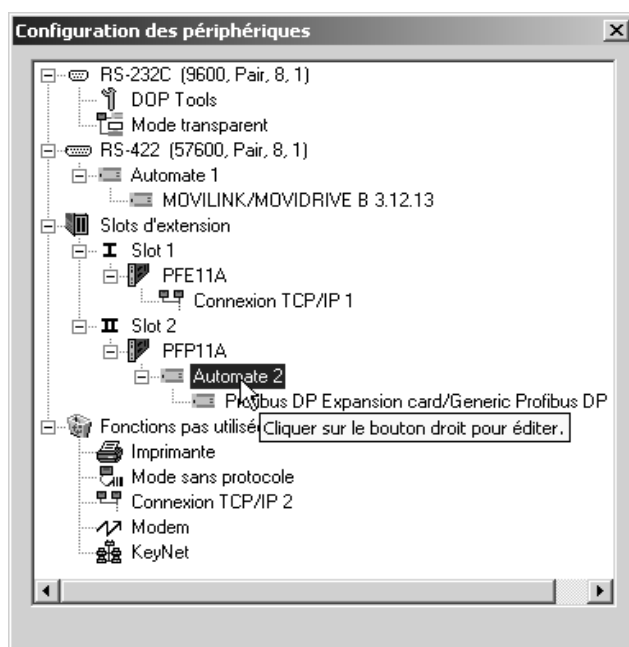 Configuration des périphériques
RS-232C (9600, Pair, 8, 1)
DOP Tools
Mode transparent
RS-422 (57600, Pair, 8, 1)
Automate 1
MOVILINK/MOVIDRIVE B 3.12.13
Slots d'extension
I Slot 1
PFE11A
Connexion TCP/IP 1
II Slot 2
PFP11A
Automate 2
Profibus DP Expansion card/Generic Profibus DP
Fonctions pas utilisé
Cliquer sur le bouton droit pour éditer.
Imprimante
Mode sans protocole
Connexion TCP/IP 2
Modem
KeyNet